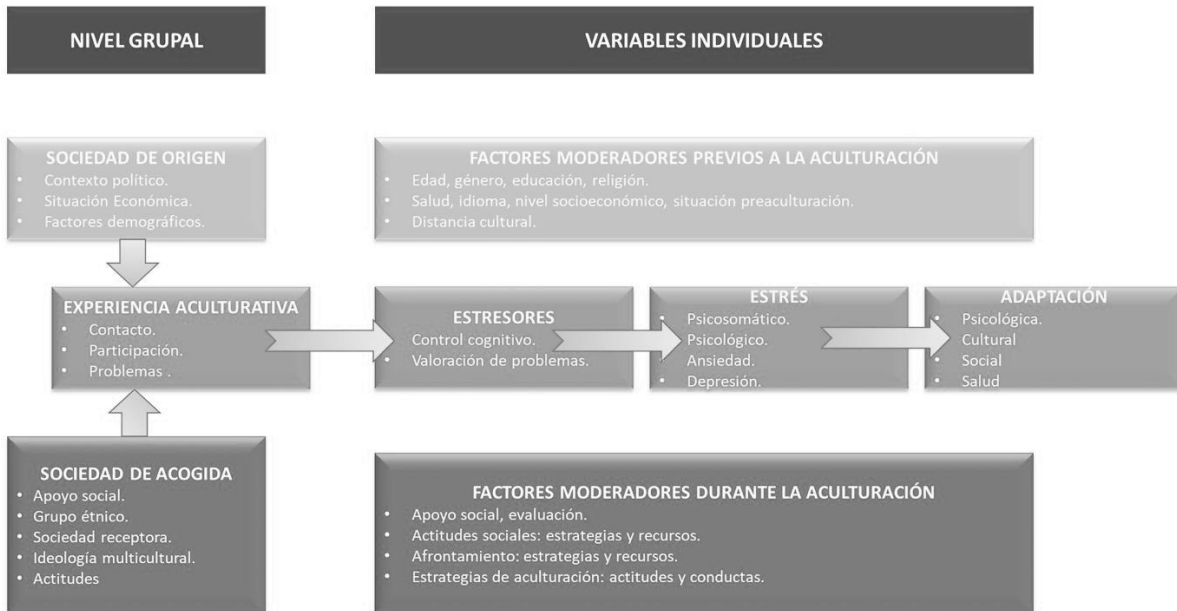 NIVEL GRUPAL
VARIABLES INDIVIDUALES
SOCIEDAD DE ORIGEN
• Contexto político.
• Situación Económica.
• Factores demográficos.
FACTORES MODERADORES PREVIOS A LA ACULTURACIÓN
• Edad, género, educación, religión.
• Salud, idioma, nivel socioeconómico, situación preaculturación.
• Distancia cultural.
EXPERIENCIA ACULTURATIVA
• Contacto.
• Participación.
• Problemas .
ESTRESORES
• Control cognitivo.
• Valoración de problemas.
ESTRÉS
• Psicosomático.
• Psicológico.
• Ansiedad.
• Depresión.
ADAPTACIÓN
• Psicológica.
• Cultural
• Social
• Salud
SOCIEDAD DE ACOGIDA
• Apoyo social.
• Grupo étnico.
• Sociedad receptora.
• Ideología multicultural.
• Actitudes
FACTORES MODERADORES DURANTE LA ACULTURACIÓN
• Apoyo social, evaluación.
• Actitudes sociales: estrategias y recursos.
• Afrontamiento: estrategias y recursos.
• Estrategias de aculturación: actitudes y conductas.